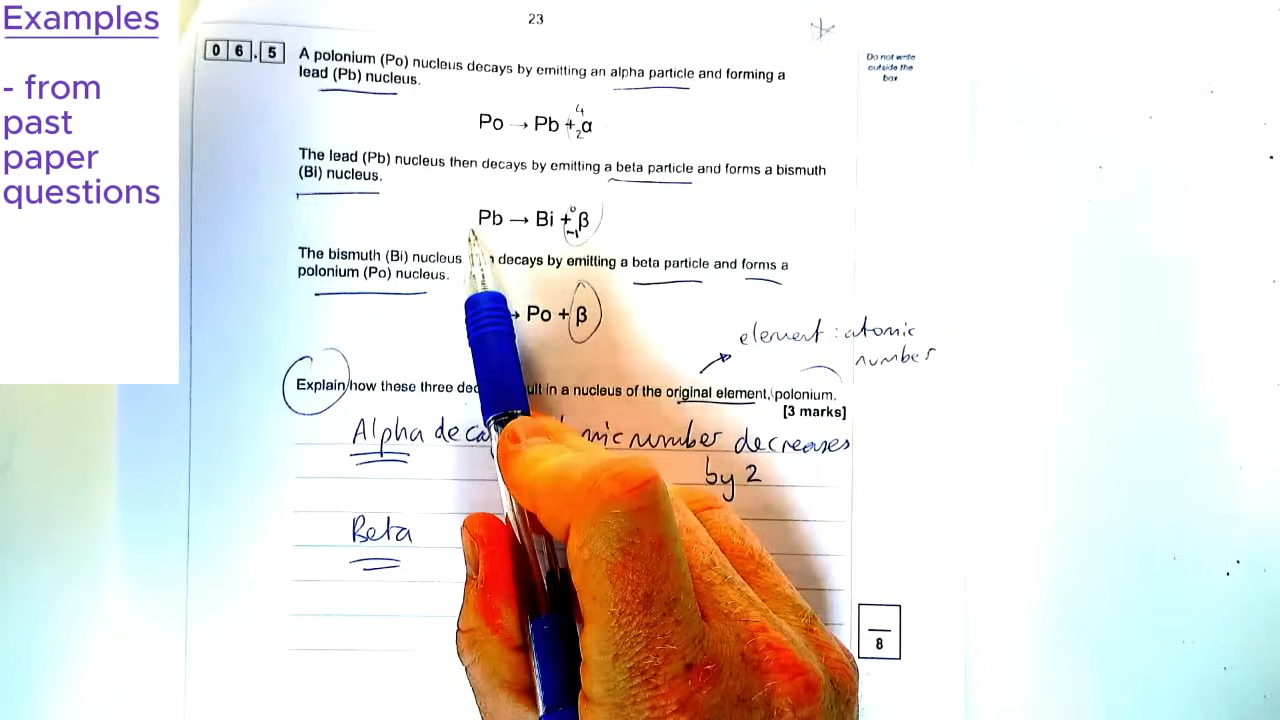 Examples
- from
past
paper
questions
23
0 6 . 5
A polonium (Po) nucleus decays by emitting an alpha particle and forming a
lead (Pb) nucleus.
Do not write
outside the
box
Po → Pb + ⁴₂α
The lead (Pb) nucleus then decays by emitting a beta particle and forms a bismuth
(Bi) nucleus.
Pb → Bi + ⁰₋₁β
The bismuth (Bi) nucleus decays by emitting a beta particle and forms a
polonium (Po) nucleus.
→ Po + β
element : atomic
number
Explain how these three in a nucleus of the original element, polonium.
[3 marks]
Alpha number decreases
by 2
Beta
8